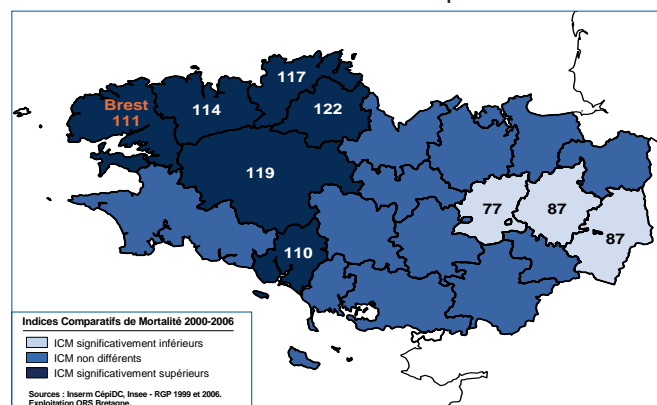 117
Brest
111
114
122
119
77
87
87
110
Indices Comparatifs de Mortalité 2000-2006
ICM significativement inférieurs
ICM non différents
ICM significativement supérieurs
Sources : Inserm CépiDC, Insee - RGP 1999 et 2006.
Exploitation ORS Bretagne.